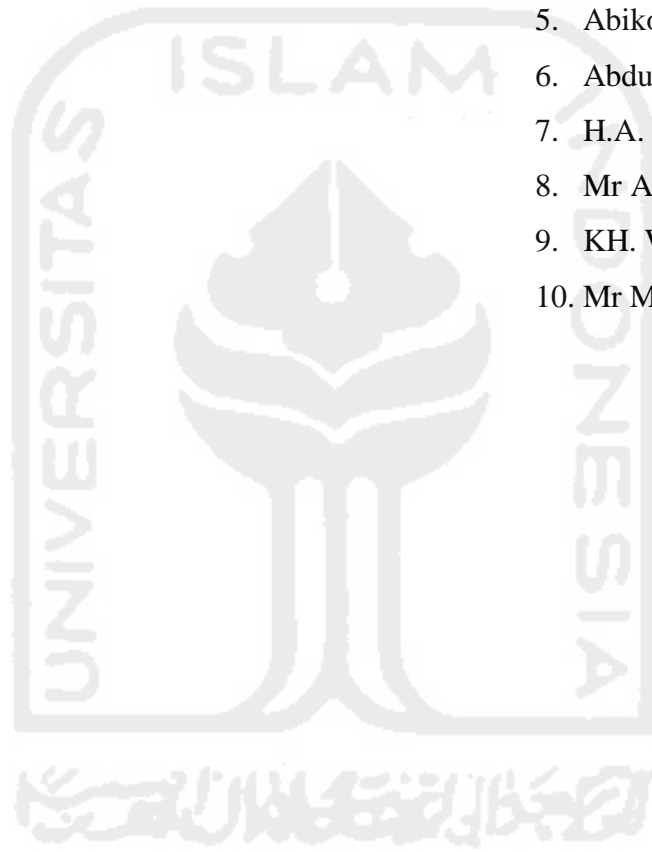 ISLAM
UNIVERSITAS
INDONESIA
5. Abiko
6. Abdu
7. H.A.
8. Mr A
9. KH. V
10. Mr M